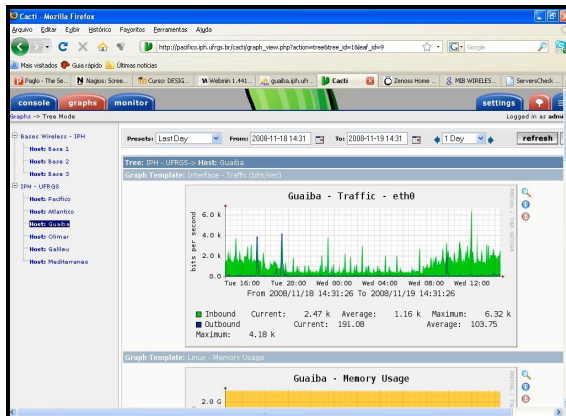 Cacti - Mozilla Firefox
Arquivo Editar Exibir Histórico Favoritos Ferramentas Ajuda
http://pacifico.iph.ufrgs.br/cacti/graph_view.php?action=tree&tree_id=1&leaf_id=9
Google
Mais visitados Guia rápido Últimas notícias
Paglo - The Se... Nagios: Scree... Curso: DESIG... Webmin 1.441... guaiba.iph.ufr... Cacti Zenoss Home ... MIB WIRELES... ServersCheck
console graphs monitor settings
Graphs -> Tree Mode Logged in as admi
Bases Wireless - IPH
Host: Base 1
Host: Base 2
Host: Base 3
IPH - UFRGS
Host: Pacifico
Host: Atlantico
Host: Guaiba
Host: Olimar
Host: Galileu
Host: Mediterraneo
Presets: Last Day From: 2008-11-18 14:31 To: 2008-11-19 14:31 1 Day refresh
Tree: IPH - UFRGS-> Host: Guaiba
Graph Template: Interface - Traffic (bits/sec)
Guaiba - Traffic - eth0
bits per second
6.0 k
4.0 k
2.0 k
0.0
Tue 16:00 Tue 20:00 Wed 00:00 Wed 04:00 Wed 08:00 Wed 12:00
From 2008/11/18 14:31:26 To 2008/11/19 14:31:26
Inbound Current: 2.47 k Average: 1.16 k Maximum: 6.32 k
Outbound Current: 191.08 Average: 103.75
Maximum: 4.18 k
Graph Template: Linux - Memory Usage
Guaiba - Memory Usage
2.0 G